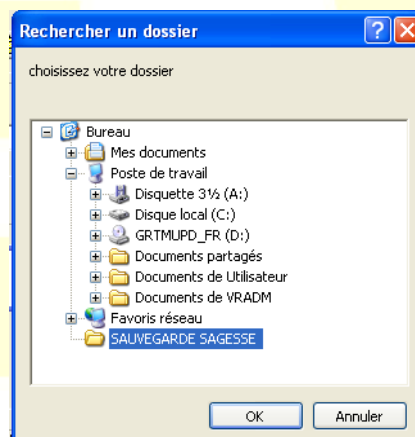 Rechercher un dossier
choisissez votre dossier
Bureau
Mes documents
Poste de travail
Disquette 3½ (A:)
Disque local (C:)
GRTMUPD_FR (D:)
Documents partagés
Documents de Utilisateur
Documents de VRADM
Favoris réseau
SAUVEGARDE SAGESSE
OK
Annuler